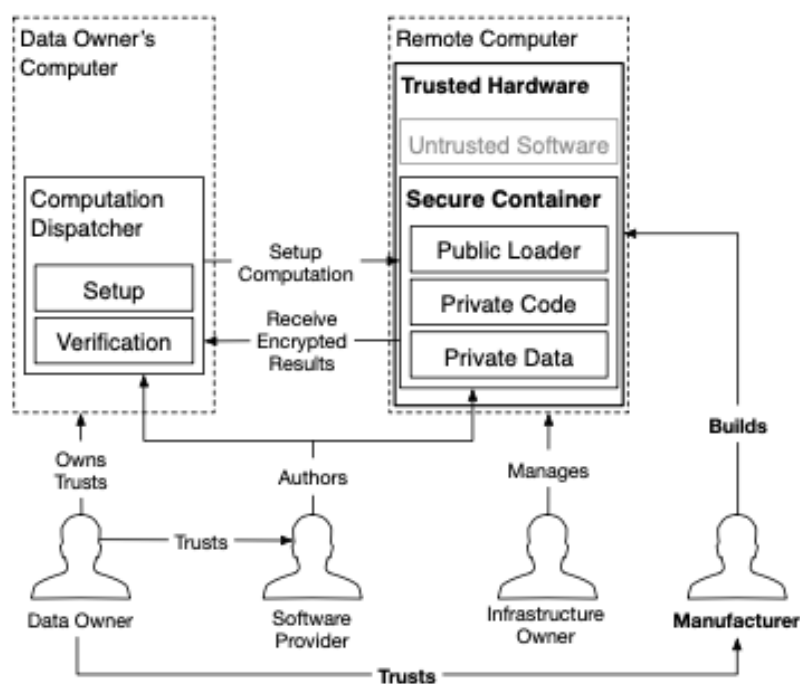 Data Owner's
Computer
Remote Computer
Trusted Hardware
Untrusted Software
Computation
Dispatcher
Setup
Verification
Secure Container
Public Loader
Private Code
Private Data
Setup
Computation
Receive
Encrypted
Results
Owns
Trusts
Authors
Manages
Builds
Trusts
Data Owner
Software
Provider
Infrastructure
Owner
Manufacturer
Trusts